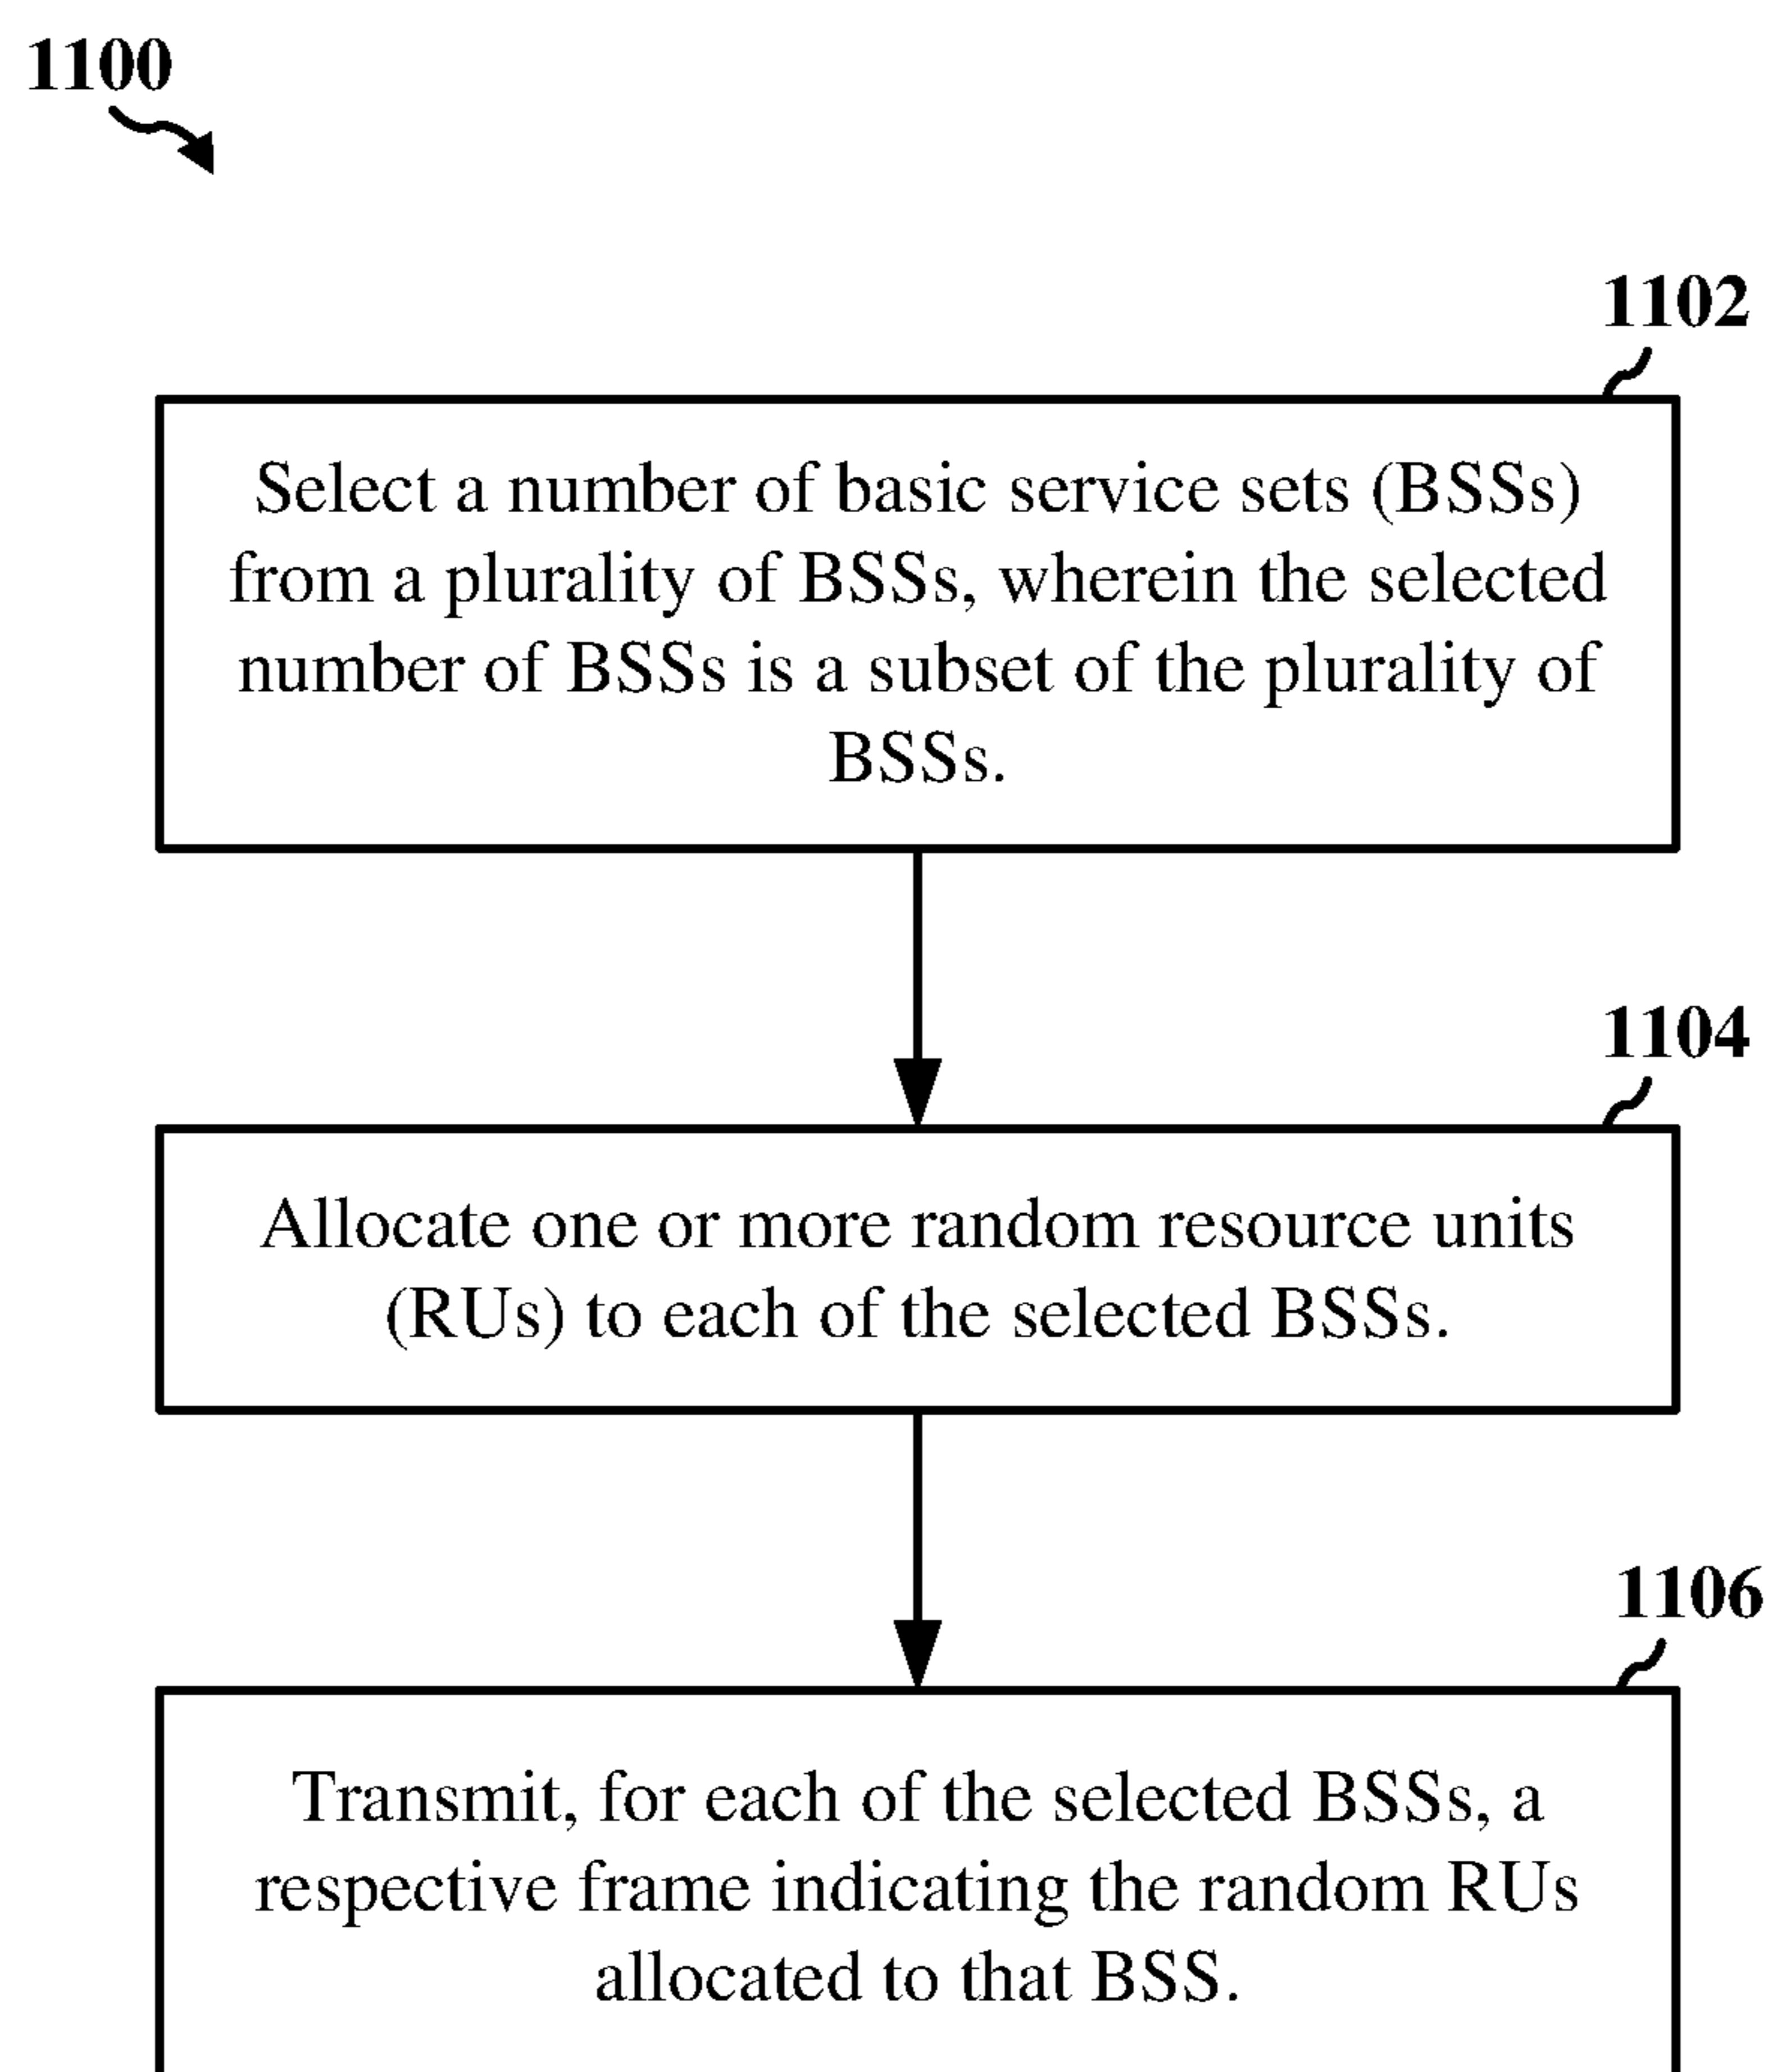 1100
1102
Select a number of basic service sets (BSSs)
from a plurality of BSSs, wherein the selected
number of BSSs is a subset of the plurality of
BSSs.
1104
Allocate one or more random resource units
(RUs) to each of the selected BSSs.
1106
Transmit, for each of the selected BSSs, a
respective frame indicating the random RUs
allocated to that BSS.